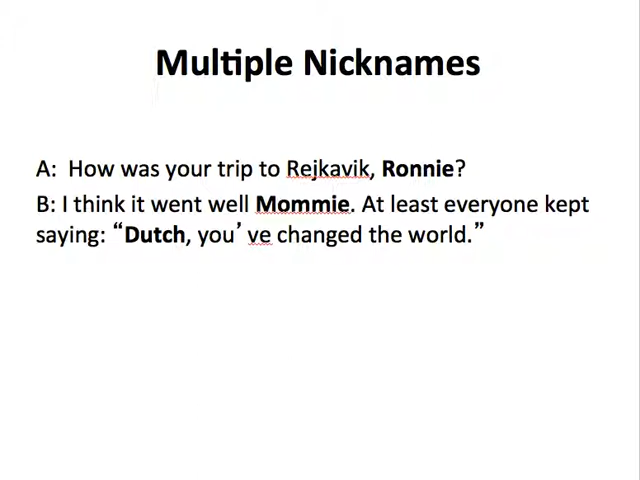 Multiple Nicknames
A: How was your trip to Rejkavik, Ronnie?
B: I think it went well Mommie. At least everyone kept
saying: “Dutch, you’ve changed the world.”